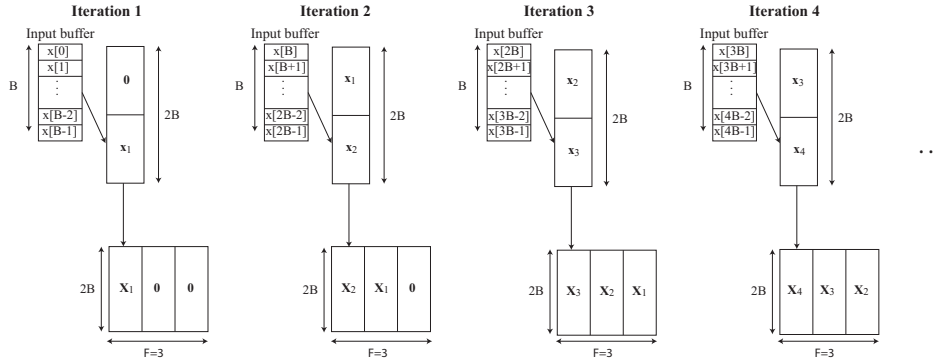 Iteration 1
Input buffer
x[0]
x[1]
⋮
x[B-2]
x[B-1]
B
0
x1
2B
2B
X1 0 0
F=3
Iteration 2
Input buffer
x[B]
x[B+1]
⋮
x[2B-2]
x[2B-1]
B
x1
x2
2B
2B
X2 X1 0
F=3
Iteration 3
Input buffer
x[2B]
x[2B+1]
⋮
x[3B-2]
x[3B-1]
B
x2
x3
2B
2B
X3 X2 X1
F=3
Iteration 4
Input buffer
x[3B]
x[3B+1]
⋮
x[4B-2]
x[4B-1]
B
x3
x4
2B
2B
X4 X3 X2
F=3
. .